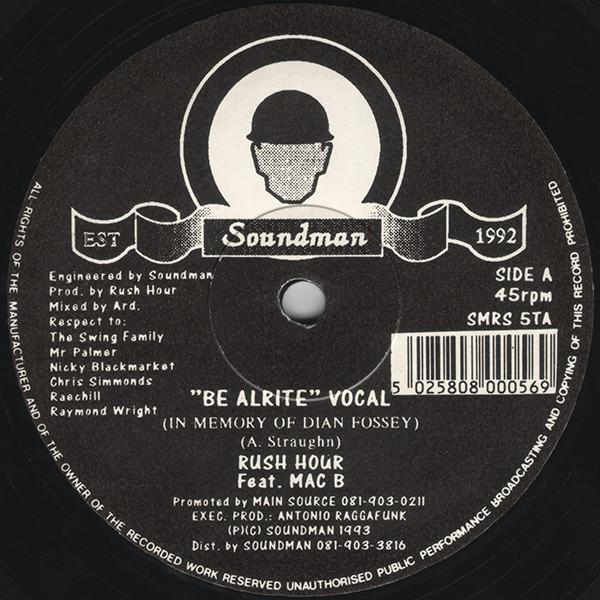 EST Soundman 1992
Engineered by Soundman
Prod. by Rush Hour
Mixed by Ard.
Respect to:
The Swing Family
Mr Palmer
Nicky Blackmarket
Chris Simmonds
Raechill
Raymond Wright
SIDE A
45rpm
SMRS 5TA
5 025808 000569
"BE ALRITE" VOCAL
(IN MEMORY OF DIAN FOSSEY)
(A. Straughn)
RUSH HOUR
Feat. MAC B
Promoted by MAIN SOURCE 081-903-0211
EXEC. PROD.: ANTONIO RAGGAFUNK
(P)(C) SOUNDMAN 1993
Dist. by SOUNDMAN 081-903-3816
ALL RIGHTS OF THE MANUFACTURER AND OF THE OWNER OF THE RECORDED WORK RESERVED UNAUTHORISED PUBLIC PERFORMANCE BROADCASTING AND COPYING OF THIS RECORD PROHIBITED